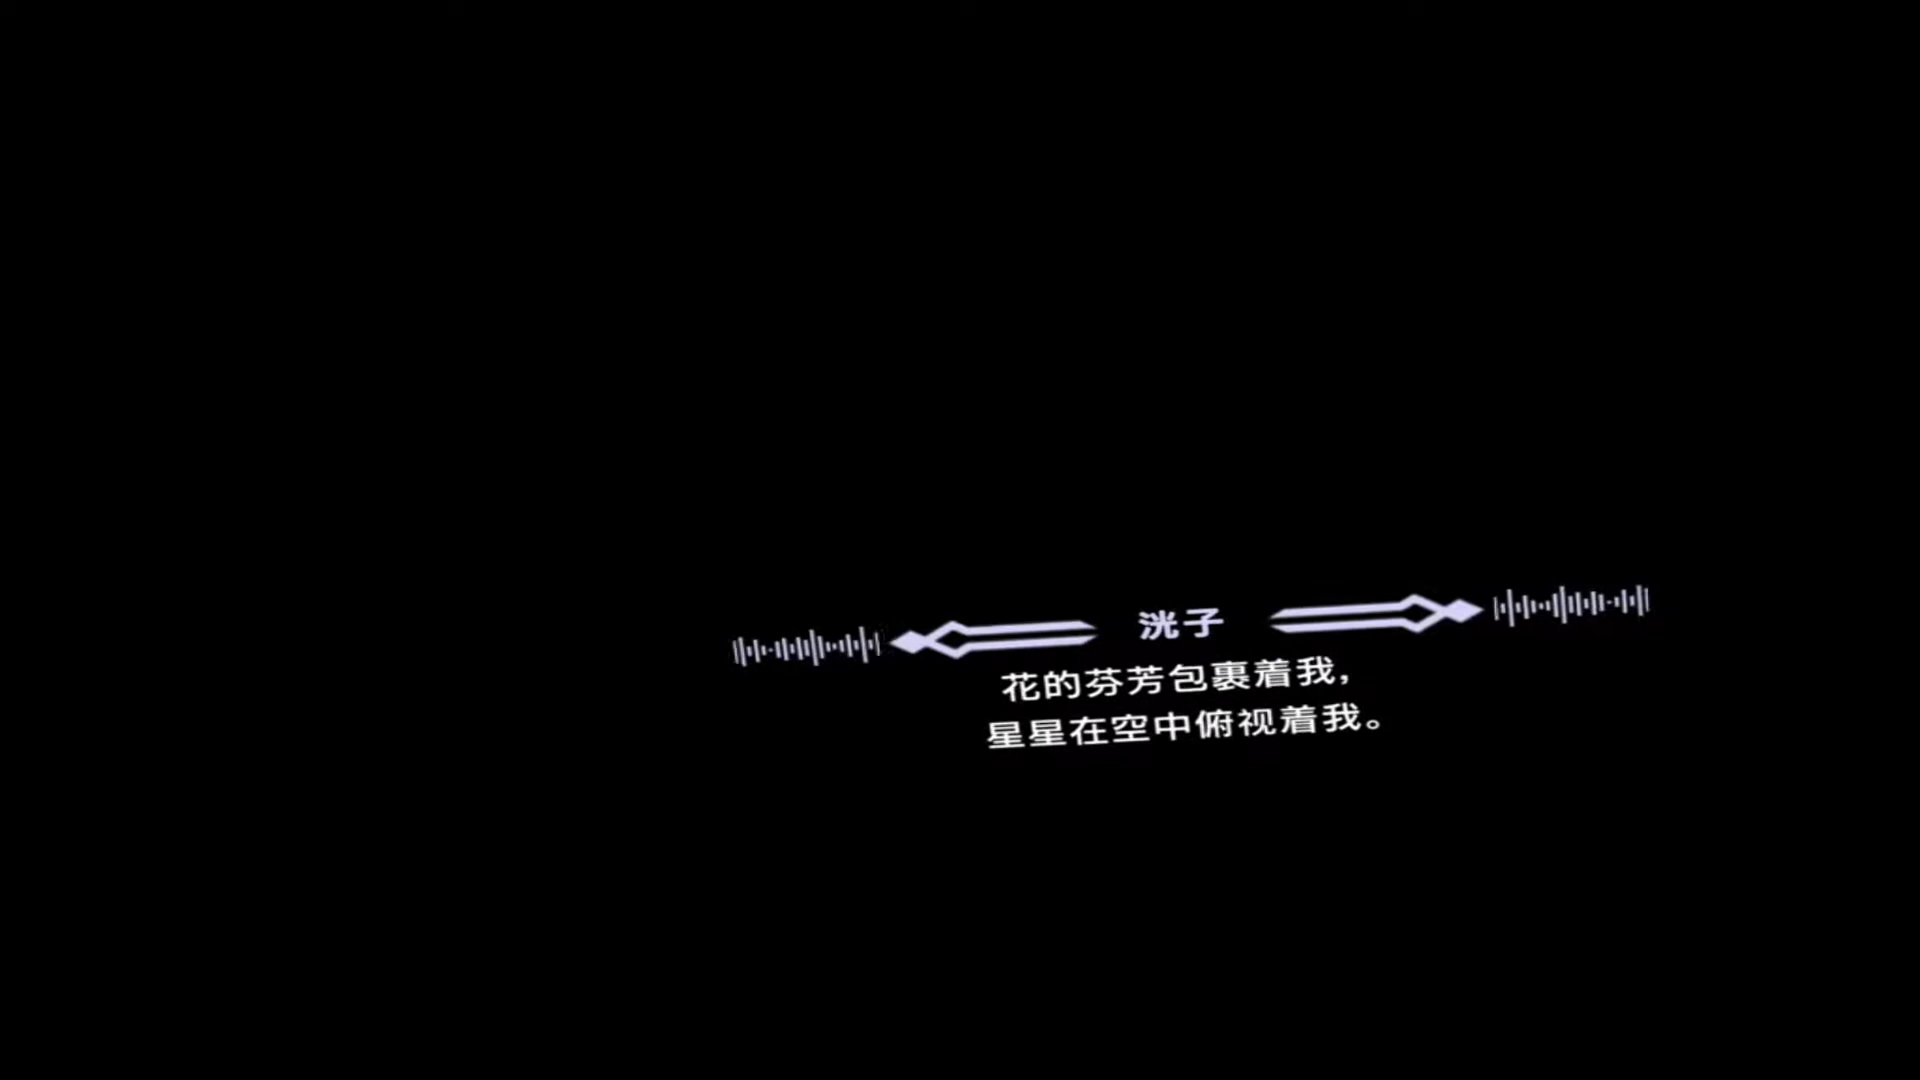 洸子
花的芬芳包裹着我，
星星在空中俯视着我。